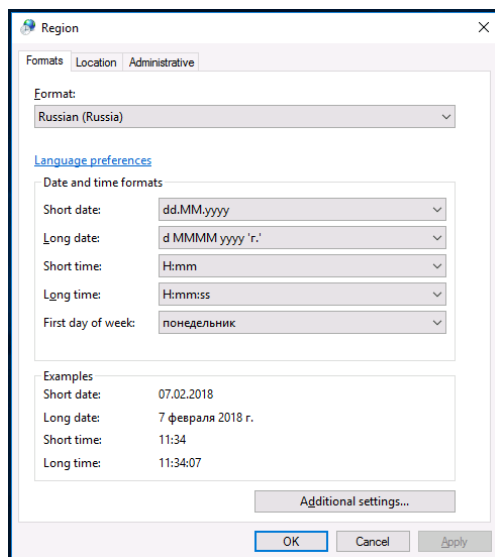 Region
Formats Location Administrative
Format:
Russian (Russia)
Language preferences
Date and time formats
Short date: dd.MM.yyyy
Long date: d MMMM yyyy 'г.'
Short time: H:mm
Long time: H:mm:ss
First day of week: понедельник
Examples
Short date: 07.02.2018
Long date: 7 февраля 2018 г.
Short time: 11:34
Long time: 11:34:07
Additional settings...
OK Cancel Apply